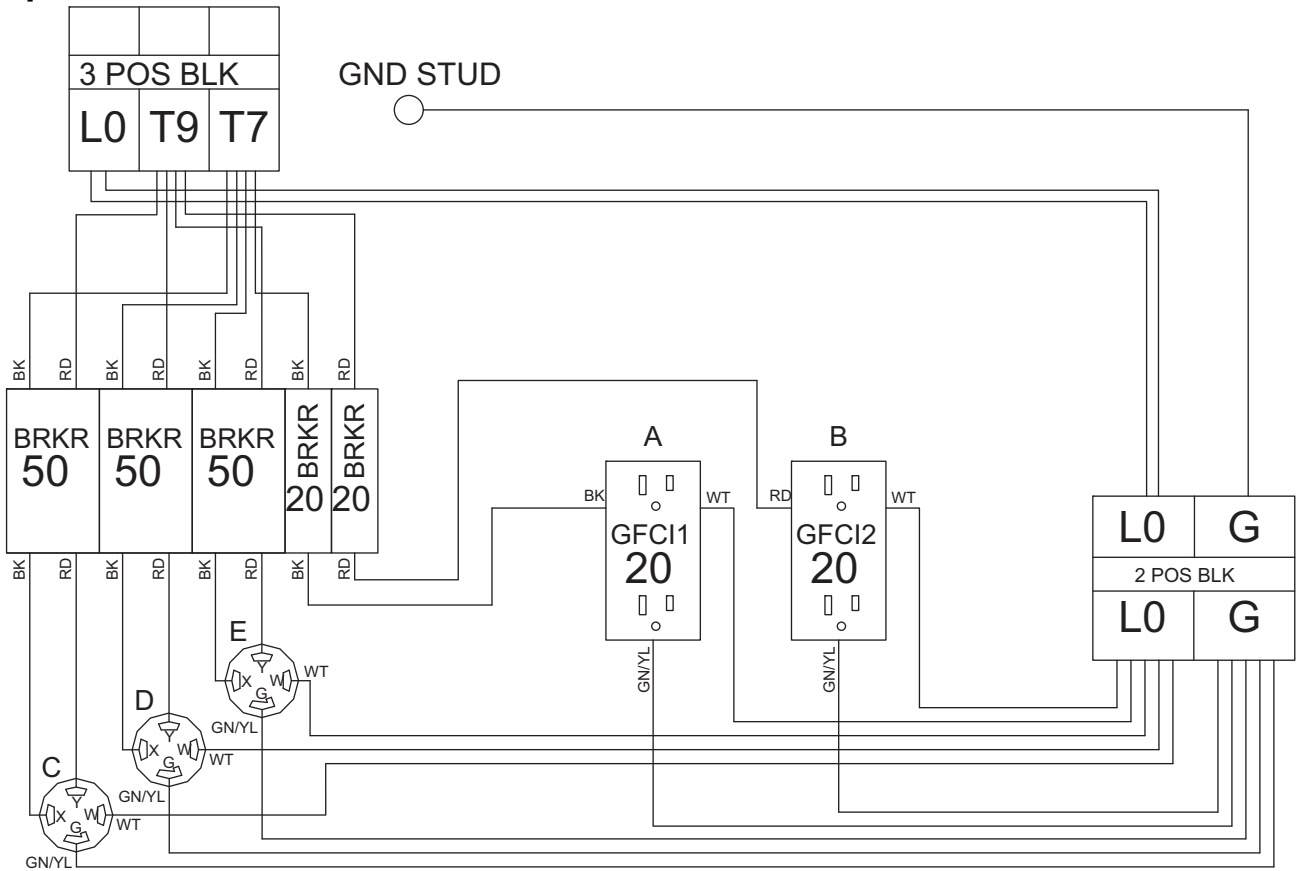 3 POS BLK
GND STUD
L0 T9 T7
BK RD BK RD BK RD BK RD
BRKR BRKR BRKR BRKR BRKR
50 50 50 20 20
A B
BK WT RD WT
GFCI1 GFCI2
20 20
L0 G
2 POS BLK
L0 G
BK RD BK RD BK RD BK RD
GN/YL GN/YL
E
Y
X W WT
G
GN/YL
D
Y
X W WT
G
GN/YL
C
Y
X W WT
G
GN/YL